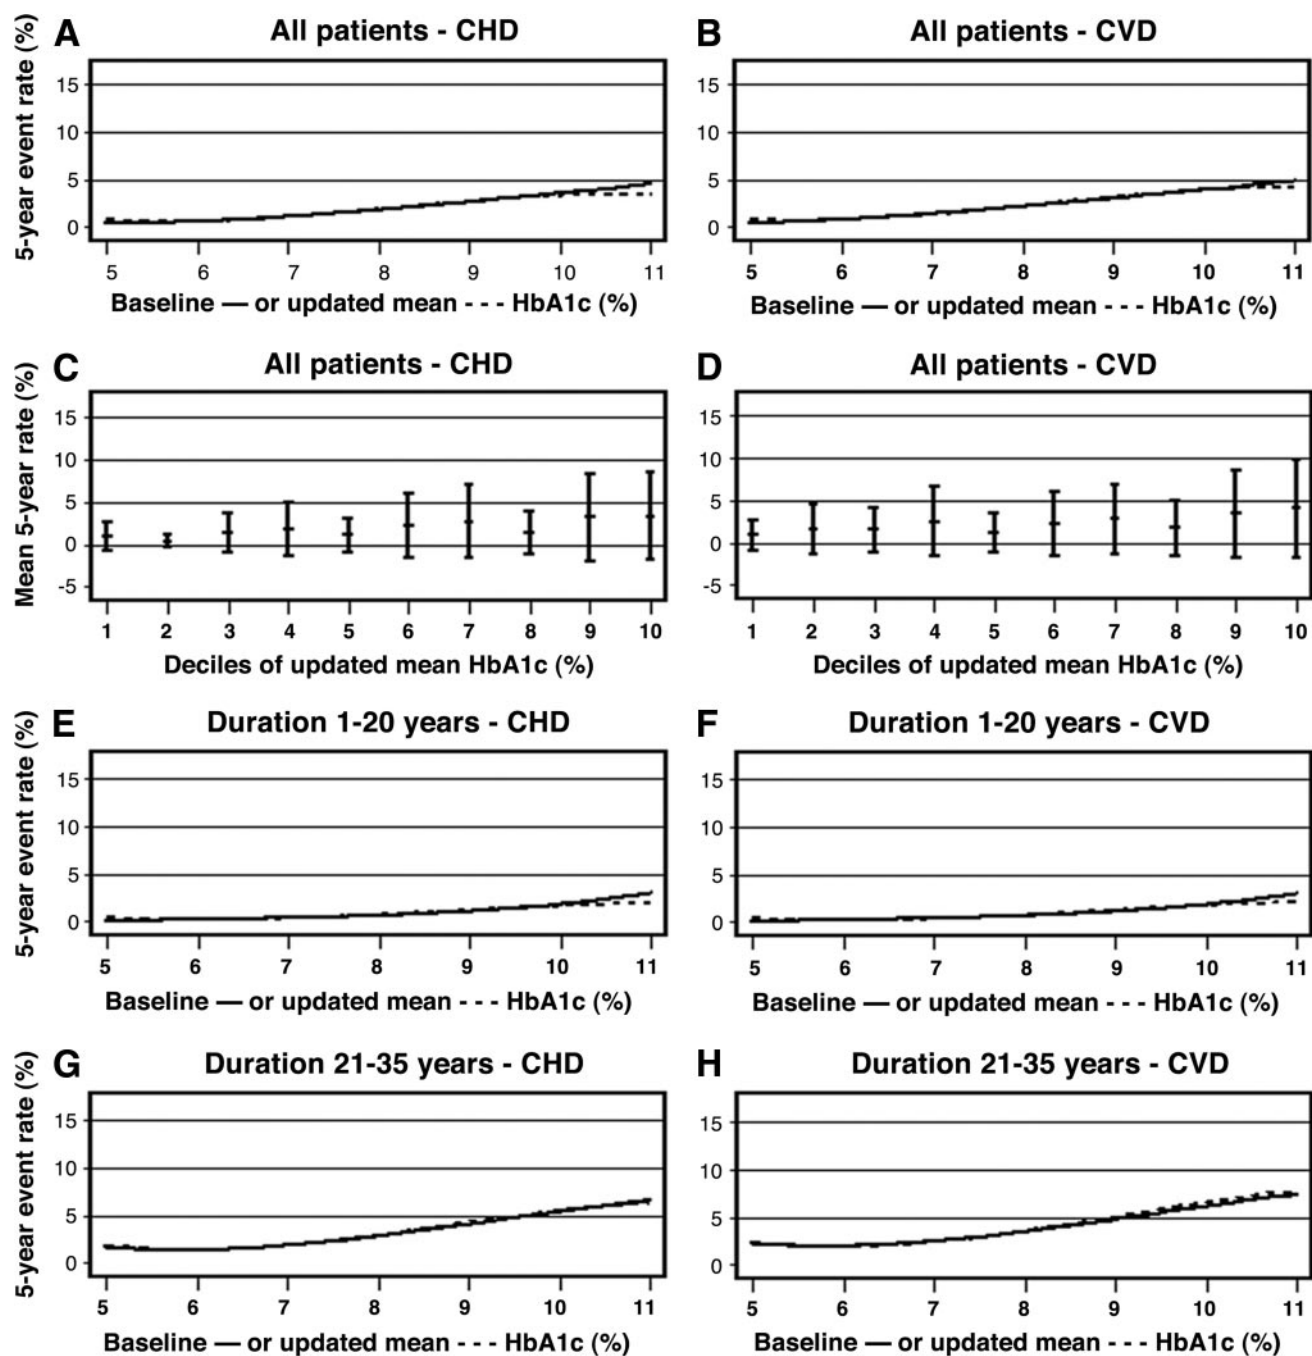 A All patients - CHD
5-year event rate (%)
15
10
5
0
5 6 7 8 9 10 11
Baseline — or updated mean - - - HbA1c (%)
B All patients - CVD
15
10
5
0
5 6 7 8 9 10 11
Baseline — or updated mean - - - HbA1c (%)
C All patients - CHD
Mean 5-year rate (%)
15
10
5
0
-5
1 2 3 4 5 6 7 8 9 10
Deciles of updated mean HbA1c (%)
D All patients - CVD
15
10
5
0
-5
1 2 3 4 5 6 7 8 9 10
Deciles of updated mean HbA1c (%)
E Duration 1-20 years - CHD
5-year event rate (%)
15
10
5
0
5 6 7 8 9 10 11
Baseline — or updated mean - - - HbA1c (%)
F Duration 1-20 years - CVD
15
10
5
0
5 6 7 8 9 10 11
Baseline — or updated mean - - - HbA1c (%)
G Duration 21-35 years - CHD
5-year event rate (%)
15
10
5
0
5 6 7 8 9 10 11
Baseline — or updated mean - - - HbA1c (%)
H Duration 21-35 years - CVD
15
10
5
0
5 6 7 8 9 10 11
Baseline — or updated mean - - - HbA1c (%)